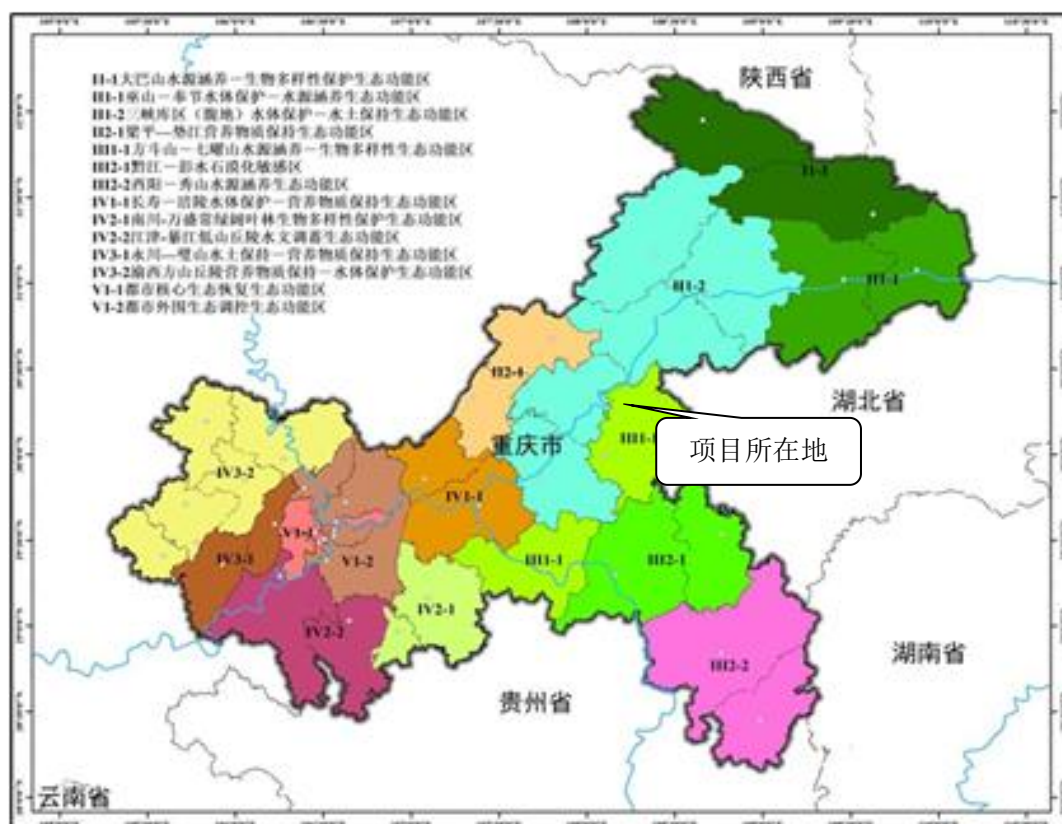 陕西省
I1-1大巴山水源涵养—生物多样性保护生态功能区
II1-1巫山—奉节水体保护—水源涵养生态功能区
II1-2三峡库区（腹地）水体保护—水土保持生态功能区
II2-1梁平—垫江营养物质保持生态功能区
III1-1方斗山—七曜山水源涵养—生物多样性生态功能区
III2-1黔江—彭水石漠化敏感区
III2-2酉阳—秀山水源涵养生态功能区
IV1-1长寿—涪陵水体保护—营养物质保持生态功能区
IV2-1南川-万盛常绿阔叶林生物多样性保护生态功能区
IV2-2江津-綦江低山丘陵水文调蓄生态功能区
IV3-1永川—璧山水土保持—营养物质保持生态功能区
IV3-2渝西方山丘陵营养物质保持—水体保护生态功能区
V1-1都市核心生态恢复生态功能区
V1-2都市外围生态调控生态功能区
I1-1
II1-1
II1-2
II2-1
湖北省
III1-1
重庆市
项目所在地
IV3-2
IV1-1
V1-1
IV3-1
V1-2
III1-1
III2-1
IV2-1
IV2-2
III2-2
湖南省
贵州省
云南省